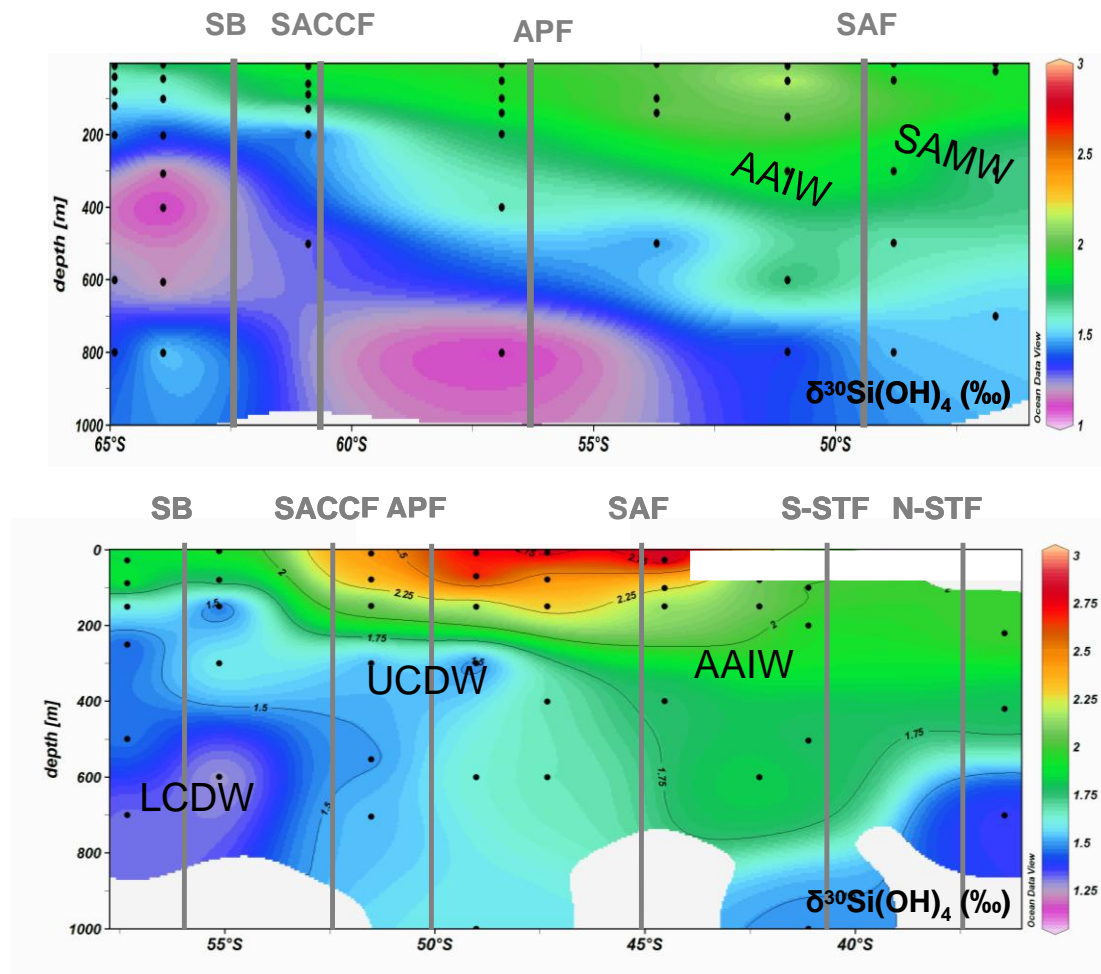 SB SACCF APF SAF
3
200
2.5
SAMW
AAIW
400
2
depth [m]
600
1.5
800
δ³⁰Si(OH)₄ (‰)
Ocean Data View
1000
1
65°S 60°S 55°S 50°S
SB SACCF APF SAF S-STF N-STF
0
3
2.75
2.5
2.25
2.25
2
2
1.5
200
1.75
AAIW
UCDW
400
1.5
1.75
2
depth [m]
600
1.75
1.75
LCDW
1.5
1.5
800
1.25
δ³⁰Si(OH)₄ (‰)
Ocean Data View
1000
55°S 50°S 45°S 40°S